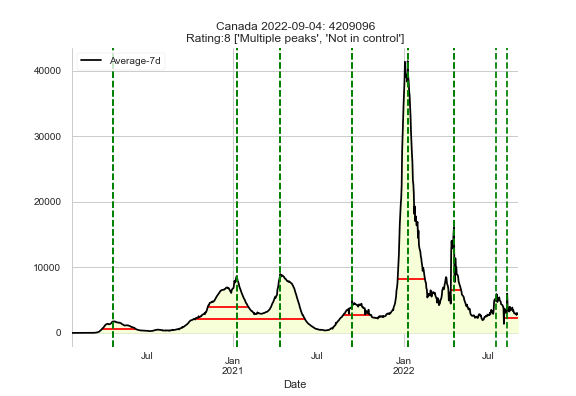 Canada 2022-09-04: 4209096
Rating:8 ['Multiple peaks', 'Not in control']
Average-7d
40000
30000
20000
10000
0
Jul
Jan
2021
Jul
Jan
2022
Jul
Date